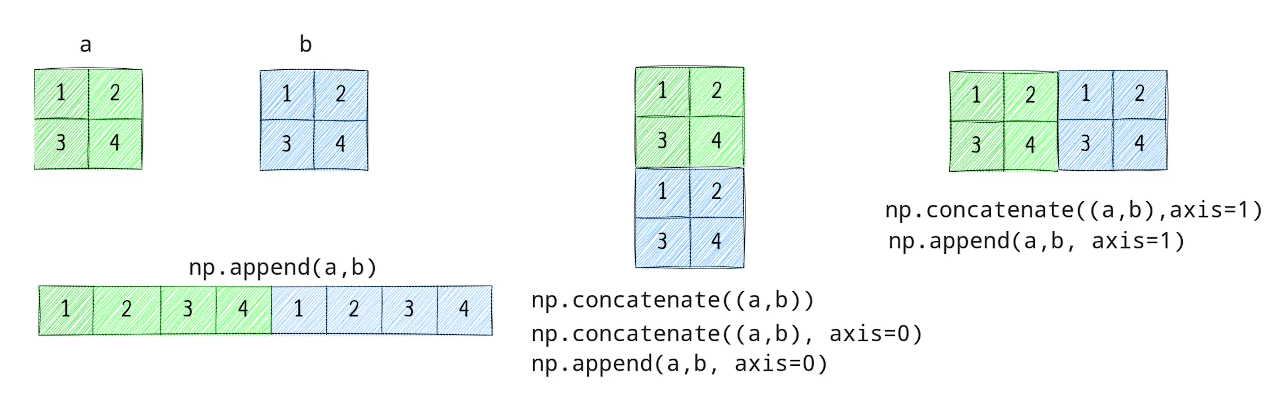 a
1 2
3 4
b
1 2
3 4
np.append(a,b)
1 2 3 4 1 2 3 4
1 2
3 4
1 2
3 4
np.concatenate((a,b))
np.concatenate((a,b), axis=0)
np.append(a,b, axis=0)
1 2 1 2
3 4 3 4
np.concatenate((a,b),axis=1)
np.append(a,b, axis=1)